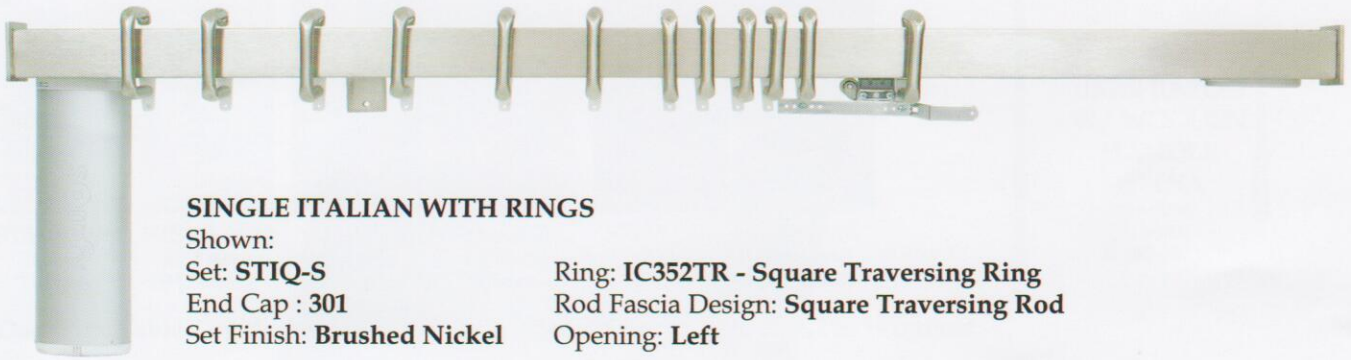 SINGLE ITALIAN WITH RINGS
Shown:
Set: STIQ-S
End Cap : 301
Set Finish: Brushed Nickel
Ring: IC352TR - Square Traversing Ring
Rod Fascia Design: Square Traversing Rod
Opening: Left